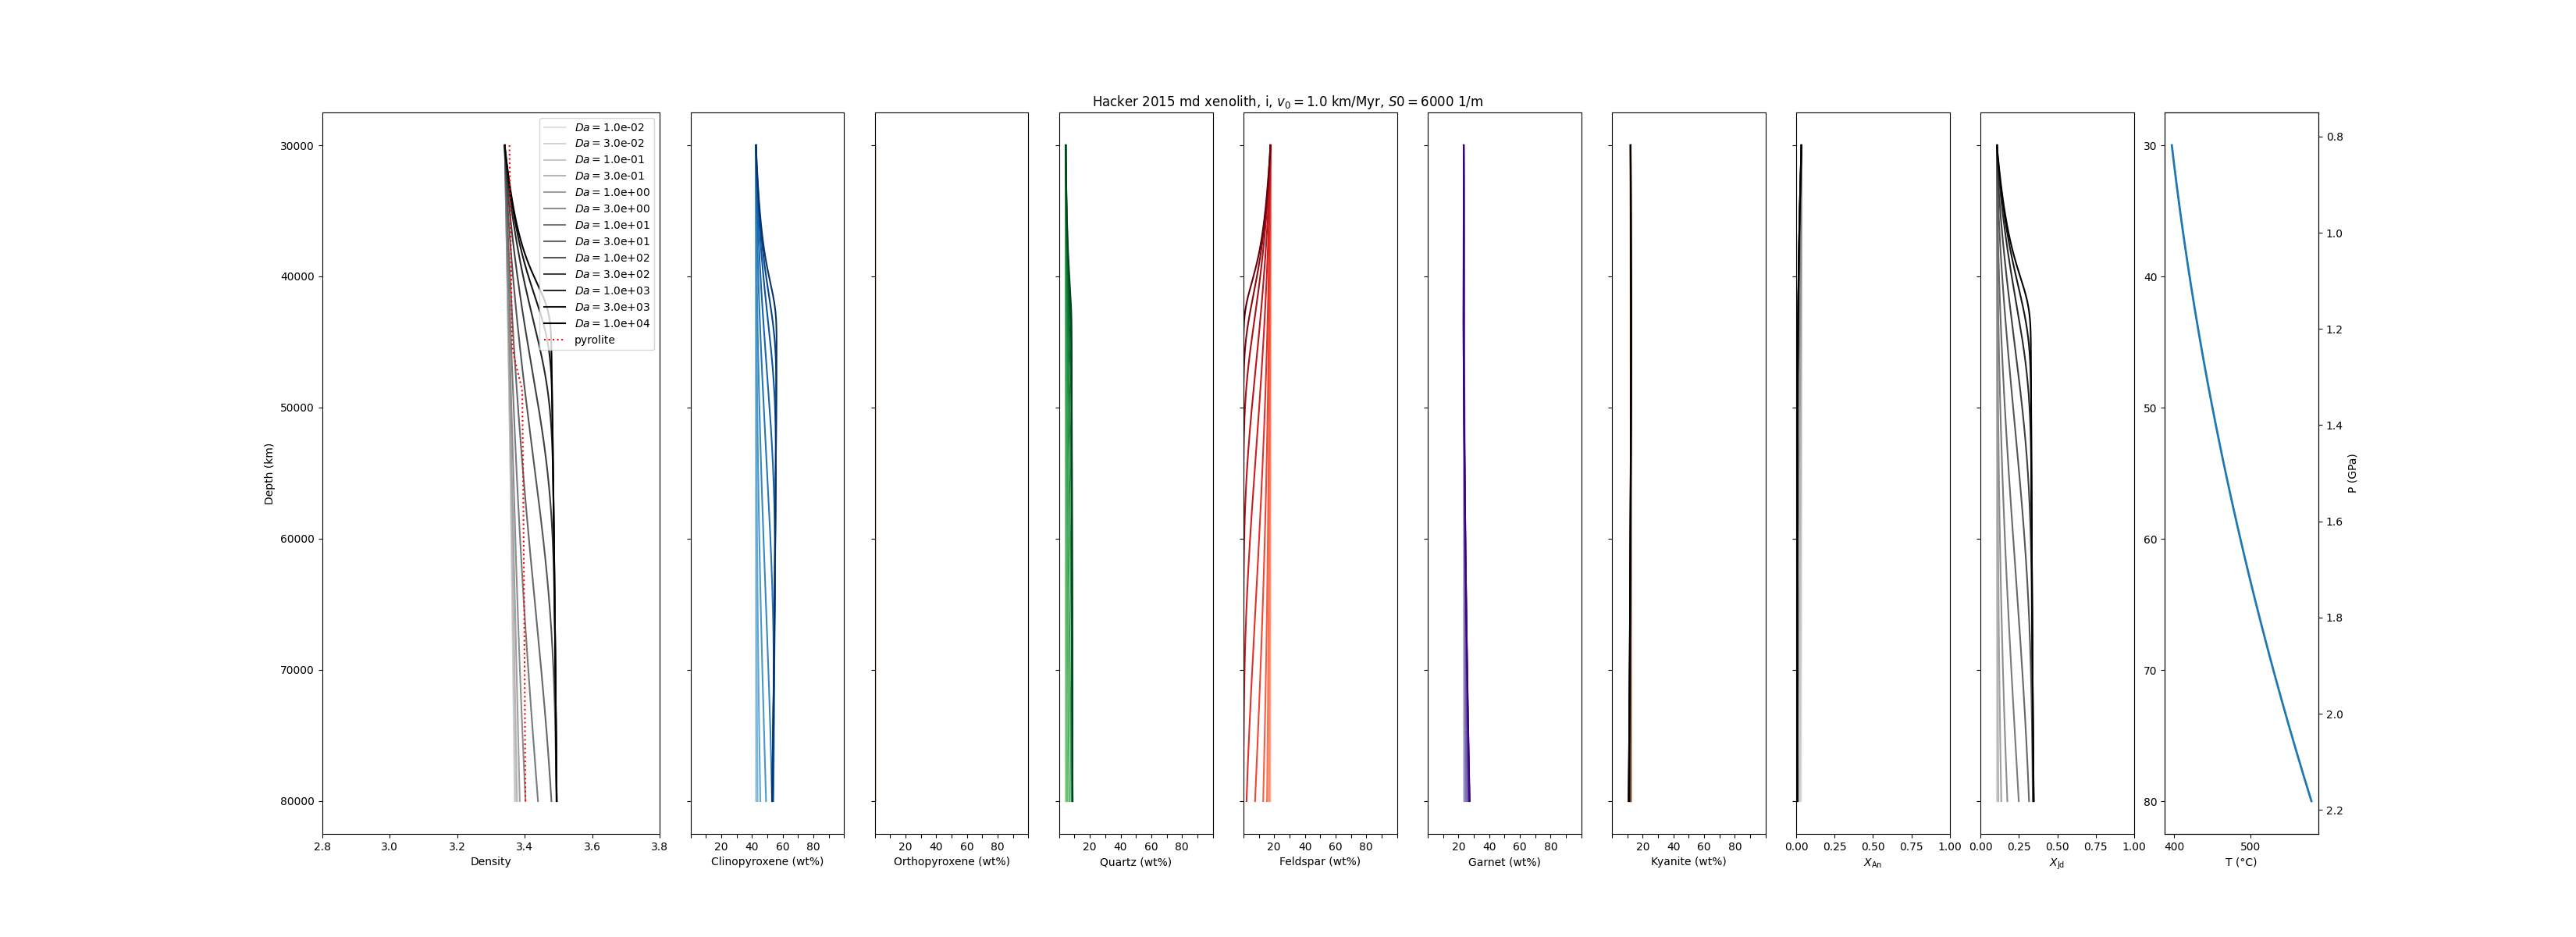 Hacker 2015 md xenolith, i, v₀ = 1.0 km/Myr, S0 = 6000 1/m
Da = 1.0e-02
Da = 3.0e-02
Da = 1.0e-01
Da = 3.0e-01
Da = 1.0e+00
Da = 3.0e+00
Da = 1.0e+01
Da = 3.0e+01
Da = 1.0e+02
Da = 3.0e+02
Da = 1.0e+03
Da = 3.0e+03
Da = 1.0e+04
pyrolite
Depth (km)
30000
40000
50000
60000
70000
80000
2.8 3.0 3.2 3.4 3.6 3.8
Density
20 40 60 80
Clinopyroxene (wt%)
20 40 60 80
Orthopyroxene (wt%)
20 40 60 80
Quartz (wt%)
20 40 60 80
Feldspar (wt%)
20 40 60 80
Garnet (wt%)
20 40 60 80
Kyanite (wt%)
0.00 0.25 0.50 0.75 1.00
X_An
0.00 0.25 0.50 0.75 1.00
X_Jd
30
40
50
60
70
80
400 500
T (°C)
0.8
1.0
1.2
1.4
1.6
1.8
2.0
2.2
P (GPa)